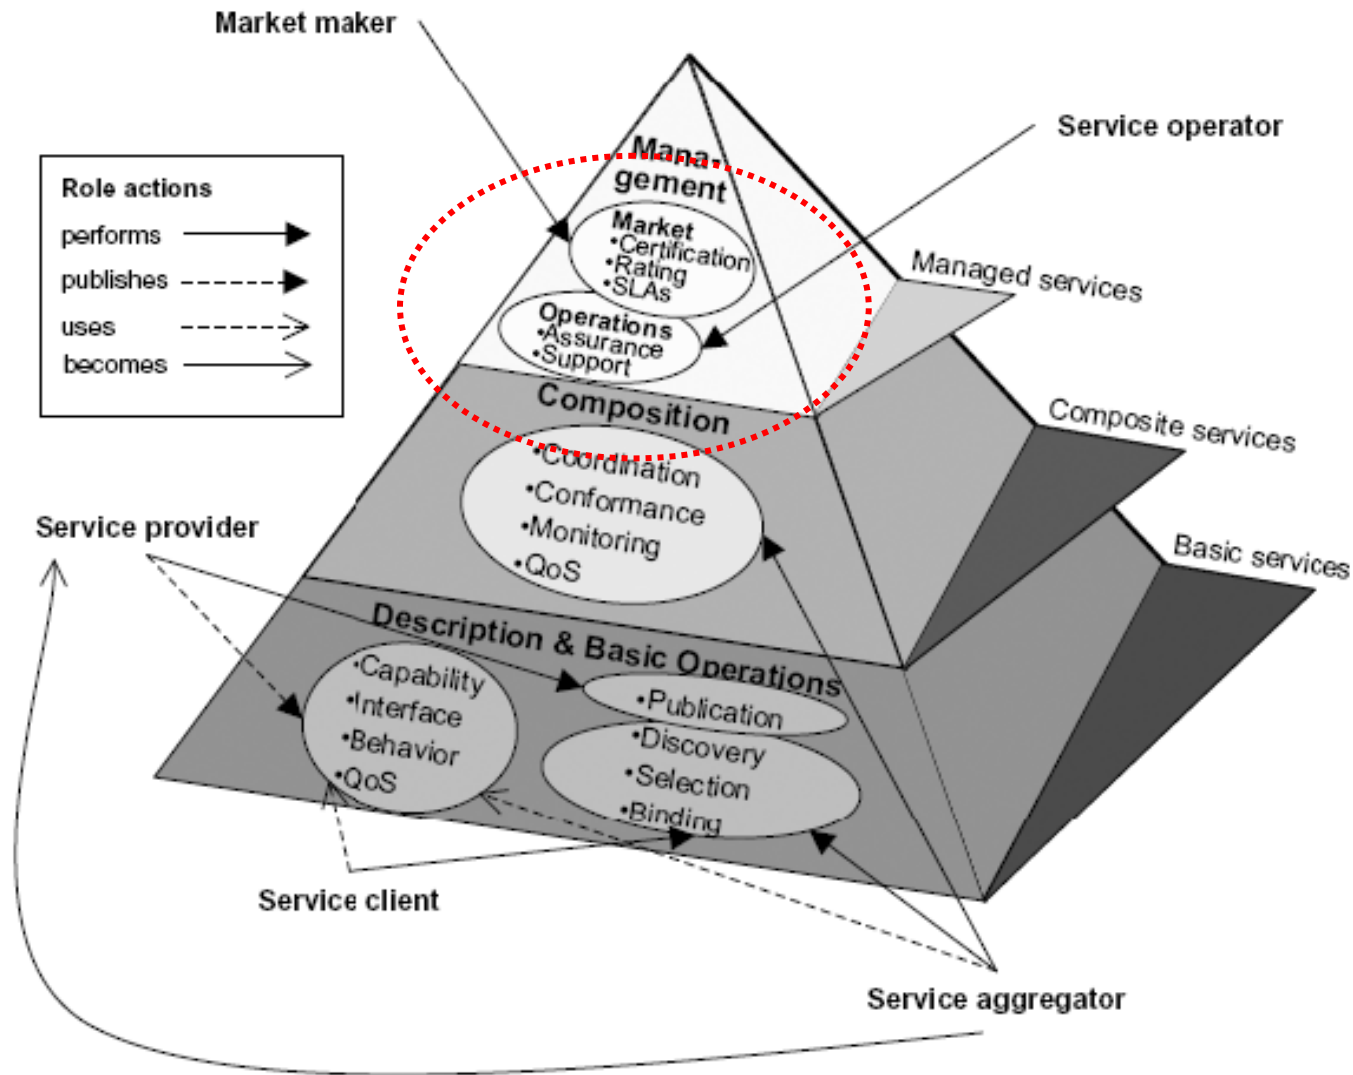 Market maker
Service operator
Role actions
performs
publishes
uses
becomes
Mana-
gement
Market
•Certification
•Rating
•SLAs
Operations
•Assurance
•Support
Managed services
Composition
•Coordination
•Conformance
•Monitoring
•QoS
Composite services
Service provider
Basic services
Description & Basic Operations
•Capability
•Interface
•Behavior
•QoS
•Publication
•Discovery
•Selection
•Binding
Service client
Service aggregator